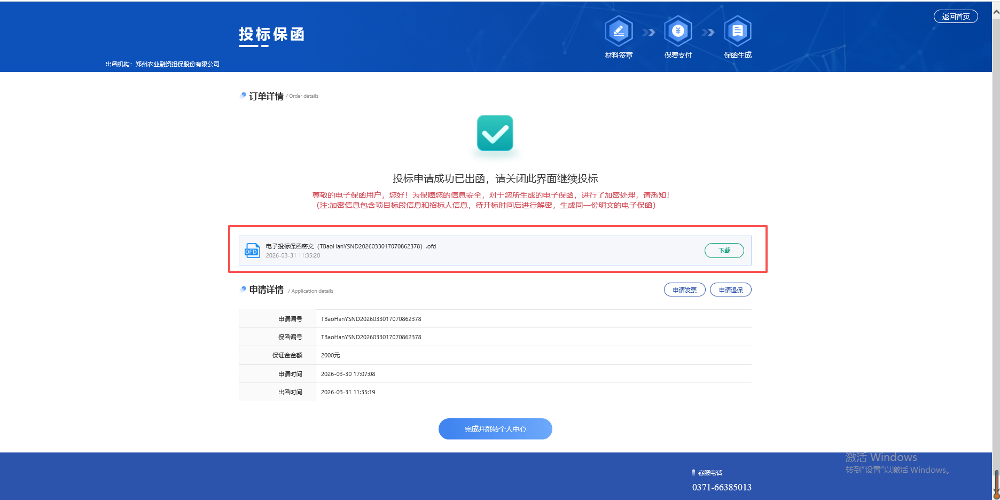 返回首页
投标保函
材料签章
保费支付
保函生成
出函机构：郑州农业融资担保股份有限公司
订单详情 / Order details
投标申请成功已出函，请关闭此界面继续投标
尊敬的电子保函用户，您好！为保障您的信息安全，对于您所生成的电子保函，进行了加密处理，请悉知！
（注:加密信息包含项目标段信息和招标人信息，待开标时间后进行解密，生成同一份明文的电子保函）
OFD
电子投标保函密文（TBaoHanYSND2026033017070862378）.ofd
2026-03-31 11:35:20
下载
申请详情 / Application details
申请发票
申请退保
申请编号 TBaoHanYSND2026033017070862378
保函编号 TBaoHanYSND2026033017070862378
保证金金额 2000元
申请时间 2026-03-30 17:07:08
出函时间 2026-03-31 11:35:19
完成并跳转个人中心
激活 Windows
转到"设置"以激活 Windows。
客服电话
0371-66385013